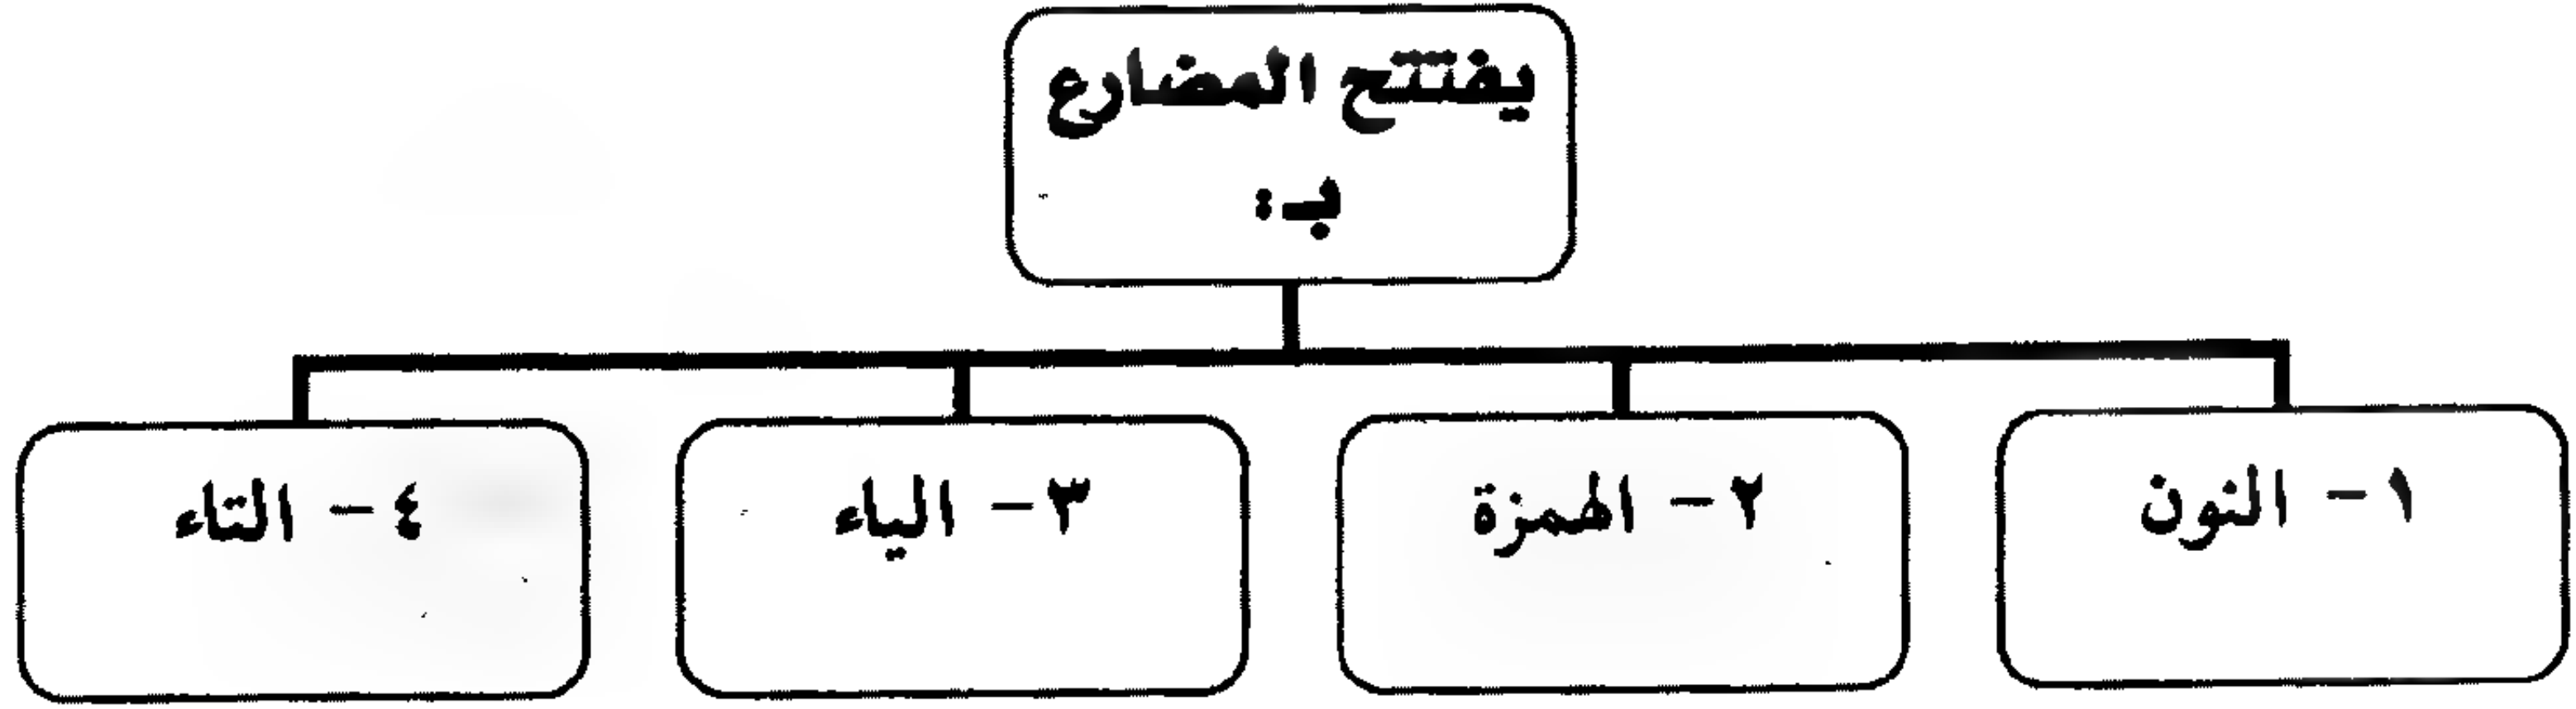 يفتتح المضارع
بـ:
١- النون
٢- الهمزة
٣- الياء
٤- التاء